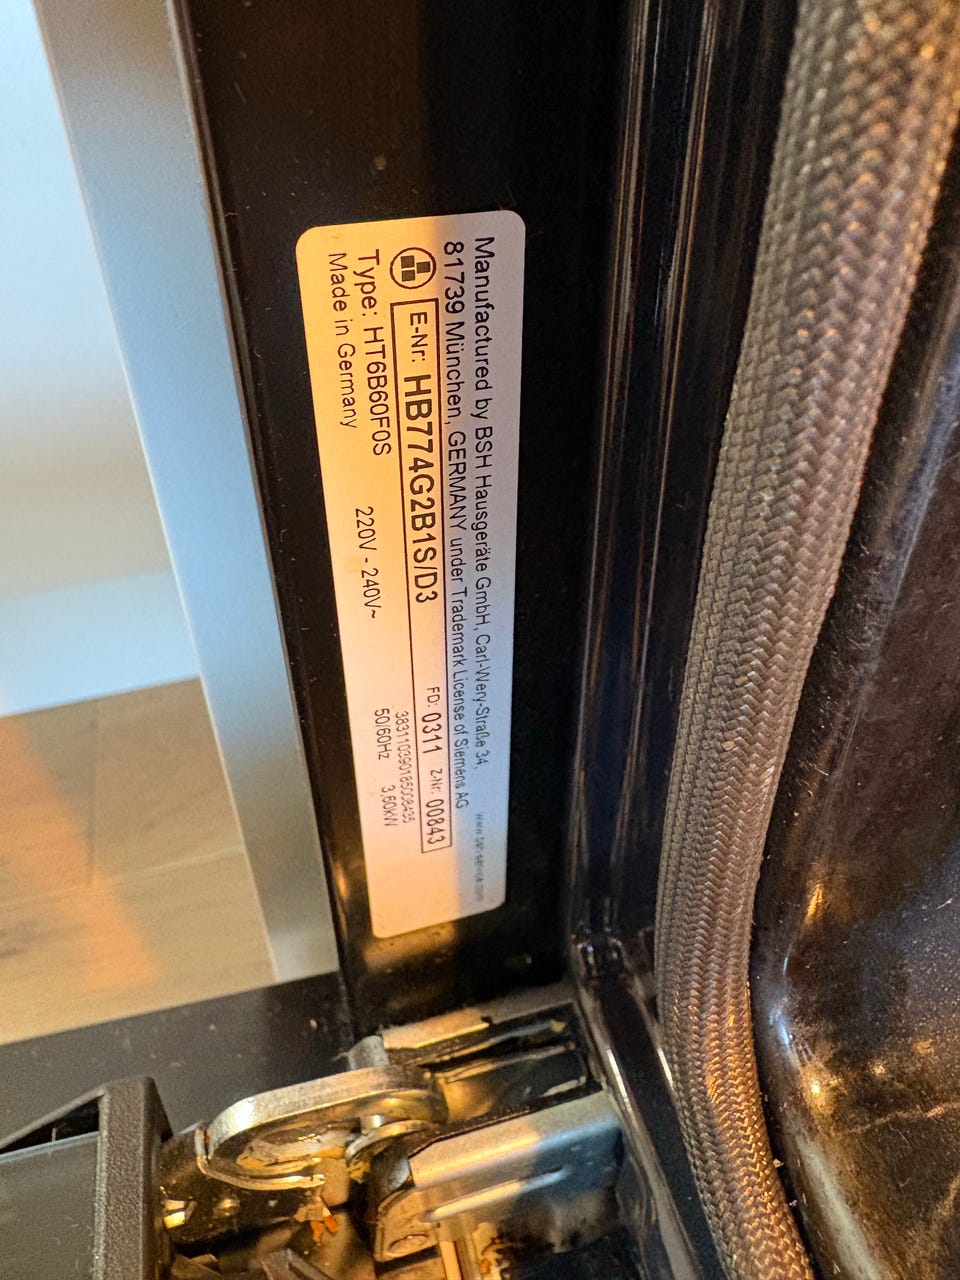 Manufactured by BSH Hausgeräte GmbH, Carl-Wery-Straße 34,
81739 München, GERMANY under Trademark License of Siemens AG
E-Nr: HB774G2B1S/D3 FD: 0311 Z-Nr: 00843
383110390185008435
Type: HT6B60F0S 220V - 240V~ 50/60Hz 3,60kW
Made in Germany